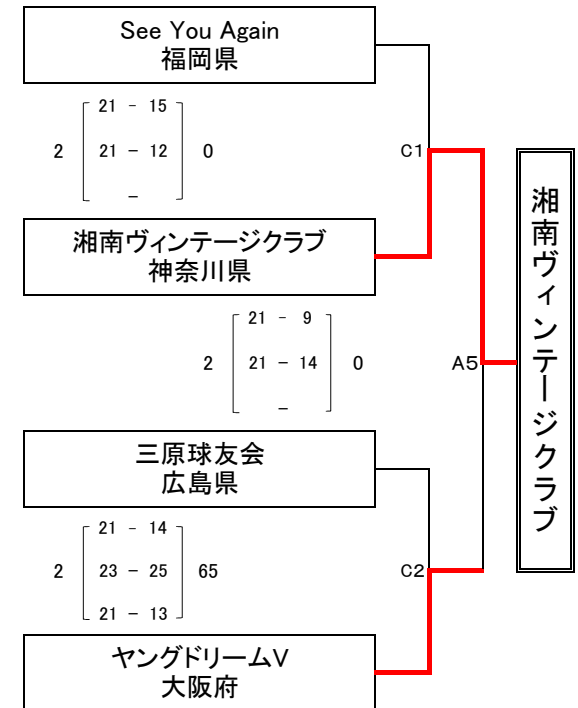 See You Again
福岡県
21 - 15
2 21 - 12 0
-
C1
湘南ヴィンテージクラブ
神奈川県
21 - 9
2 21 - 14 0
-
A5
湘南ヴィンテージクラブ
三原球友会
広島県
21 - 14
2 23 - 25 65
21 - 13
C2
ヤングドリームV
大阪府